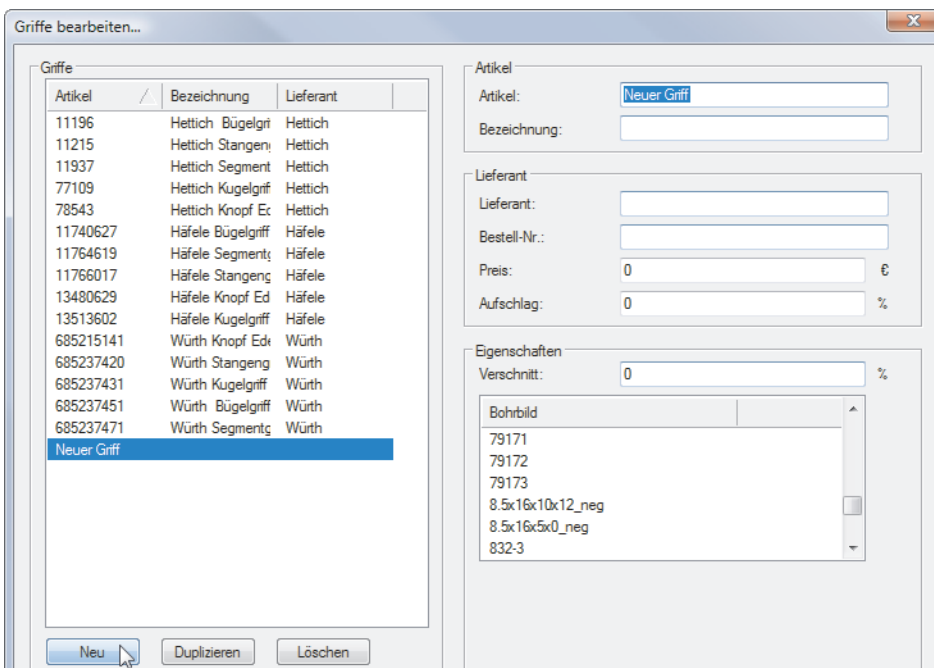 Griffe bearbeiten...
Griffe
Artikel Bezeichnung Lieferant
11196 Hettich Bügelgri Hettich
11215 Hettich Stangeng Hettich
11937 Hettich Segment Hettich
77109 Hettich Kugelgriff Hettich
78543 Hettich Knopf Ec Hettich
11740627 Häfele Bügelgriff Häfele
11764619 Häfele Segmentg Häfele
11766017 Häfele Stangeng Häfele
13480629 Häfele Knopf Ed Häfele
13513602 Häfele Kugelgriff Häfele
685215141 Würth Knopf Ede Würth
685237420 Würth Stangeng Würth
685237431 Würth Kugelgriff Würth
685237451 Würth Bügelgriff Würth
685237471 Würth Segmentg Würth
Neuer Griff
Neu Duplizieren Löschen
Artikel
Artikel: Neuer Griff
Bezeichnung:
Lieferant
Lieferant:
Bestell-Nr.:
Preis: 0 €
Aufschlag: 0 %
Eigenschaften
Verschnitt: 0 %
Bohrbild
79171
79172
79173
8.5x16x10x12_neg
8.5x16x5x0_neg
832-3